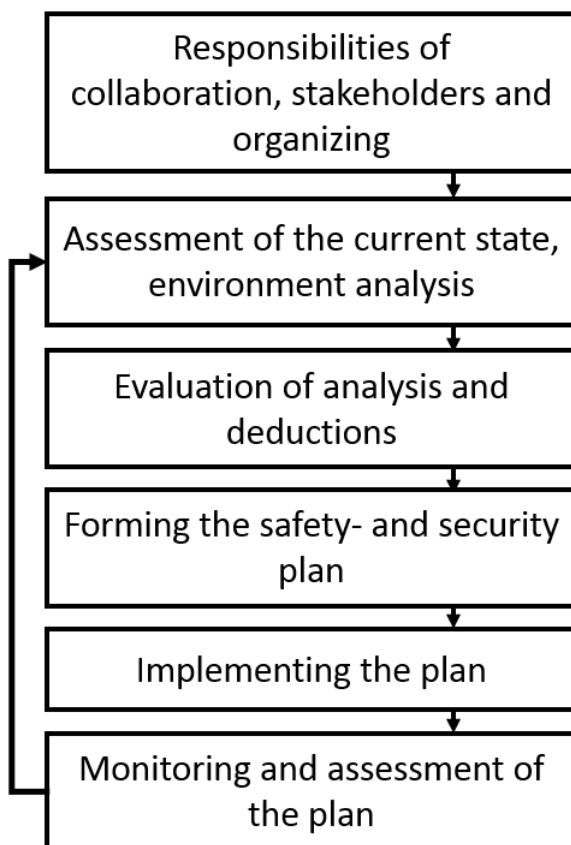 Responsibilities of
collaboration, stakeholders and
organizing
Assessment of the current state,
environment analysis
Evaluation of analysis and
deductions
Forming the safety- and security
plan
Implementing the plan
Monitoring and assessment of
the plan